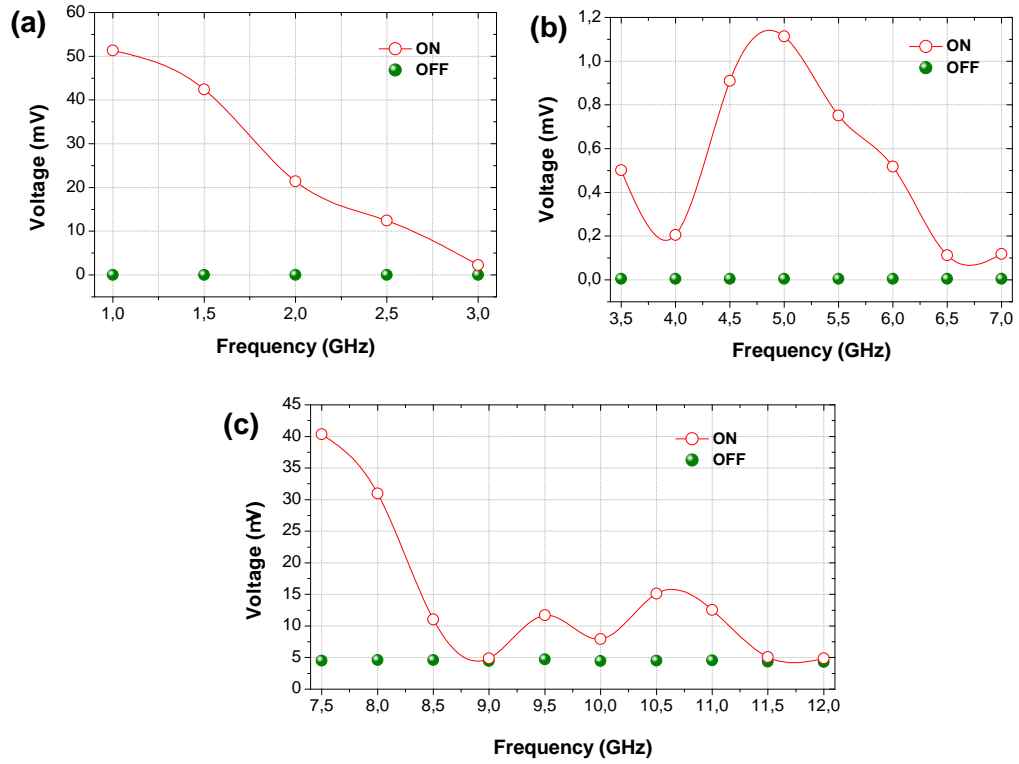 (a)
60
50
40
30
20
10
0
Voltage (mV)
ON
OFF
1,0 1,5 2,0 2,5 3,0
Frequency (GHz)
(b)
1,2
1,0
0,8
0,6
0,4
0,2
0,0
Voltage (mV)
ON
OFF
3,5 4,0 4,5 5,0 5,5 6,0 6,5 7,0
Frequency (GHz)
(c)
45
40
35
30
25
20
15
10
5
0
Voltage (mV)
ON
OFF
7,5 8,0 8,5 9,0 9,5 10,0 10,5 11,0 11,5 12,0
Frequency (GHz)